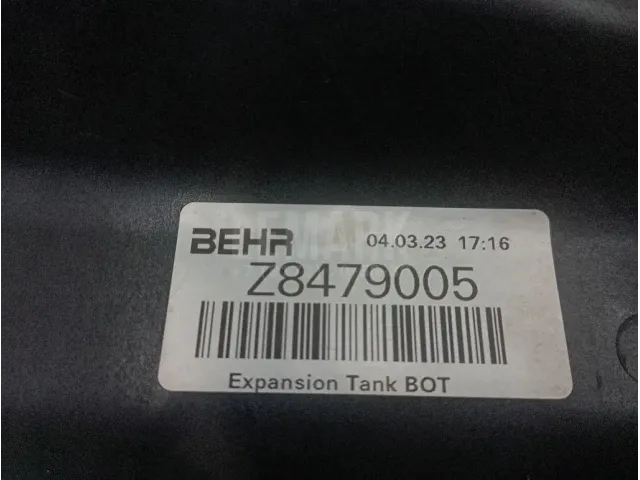 BEHR 04.03.23 17:16
Z8479005
Expansion Tank BOT